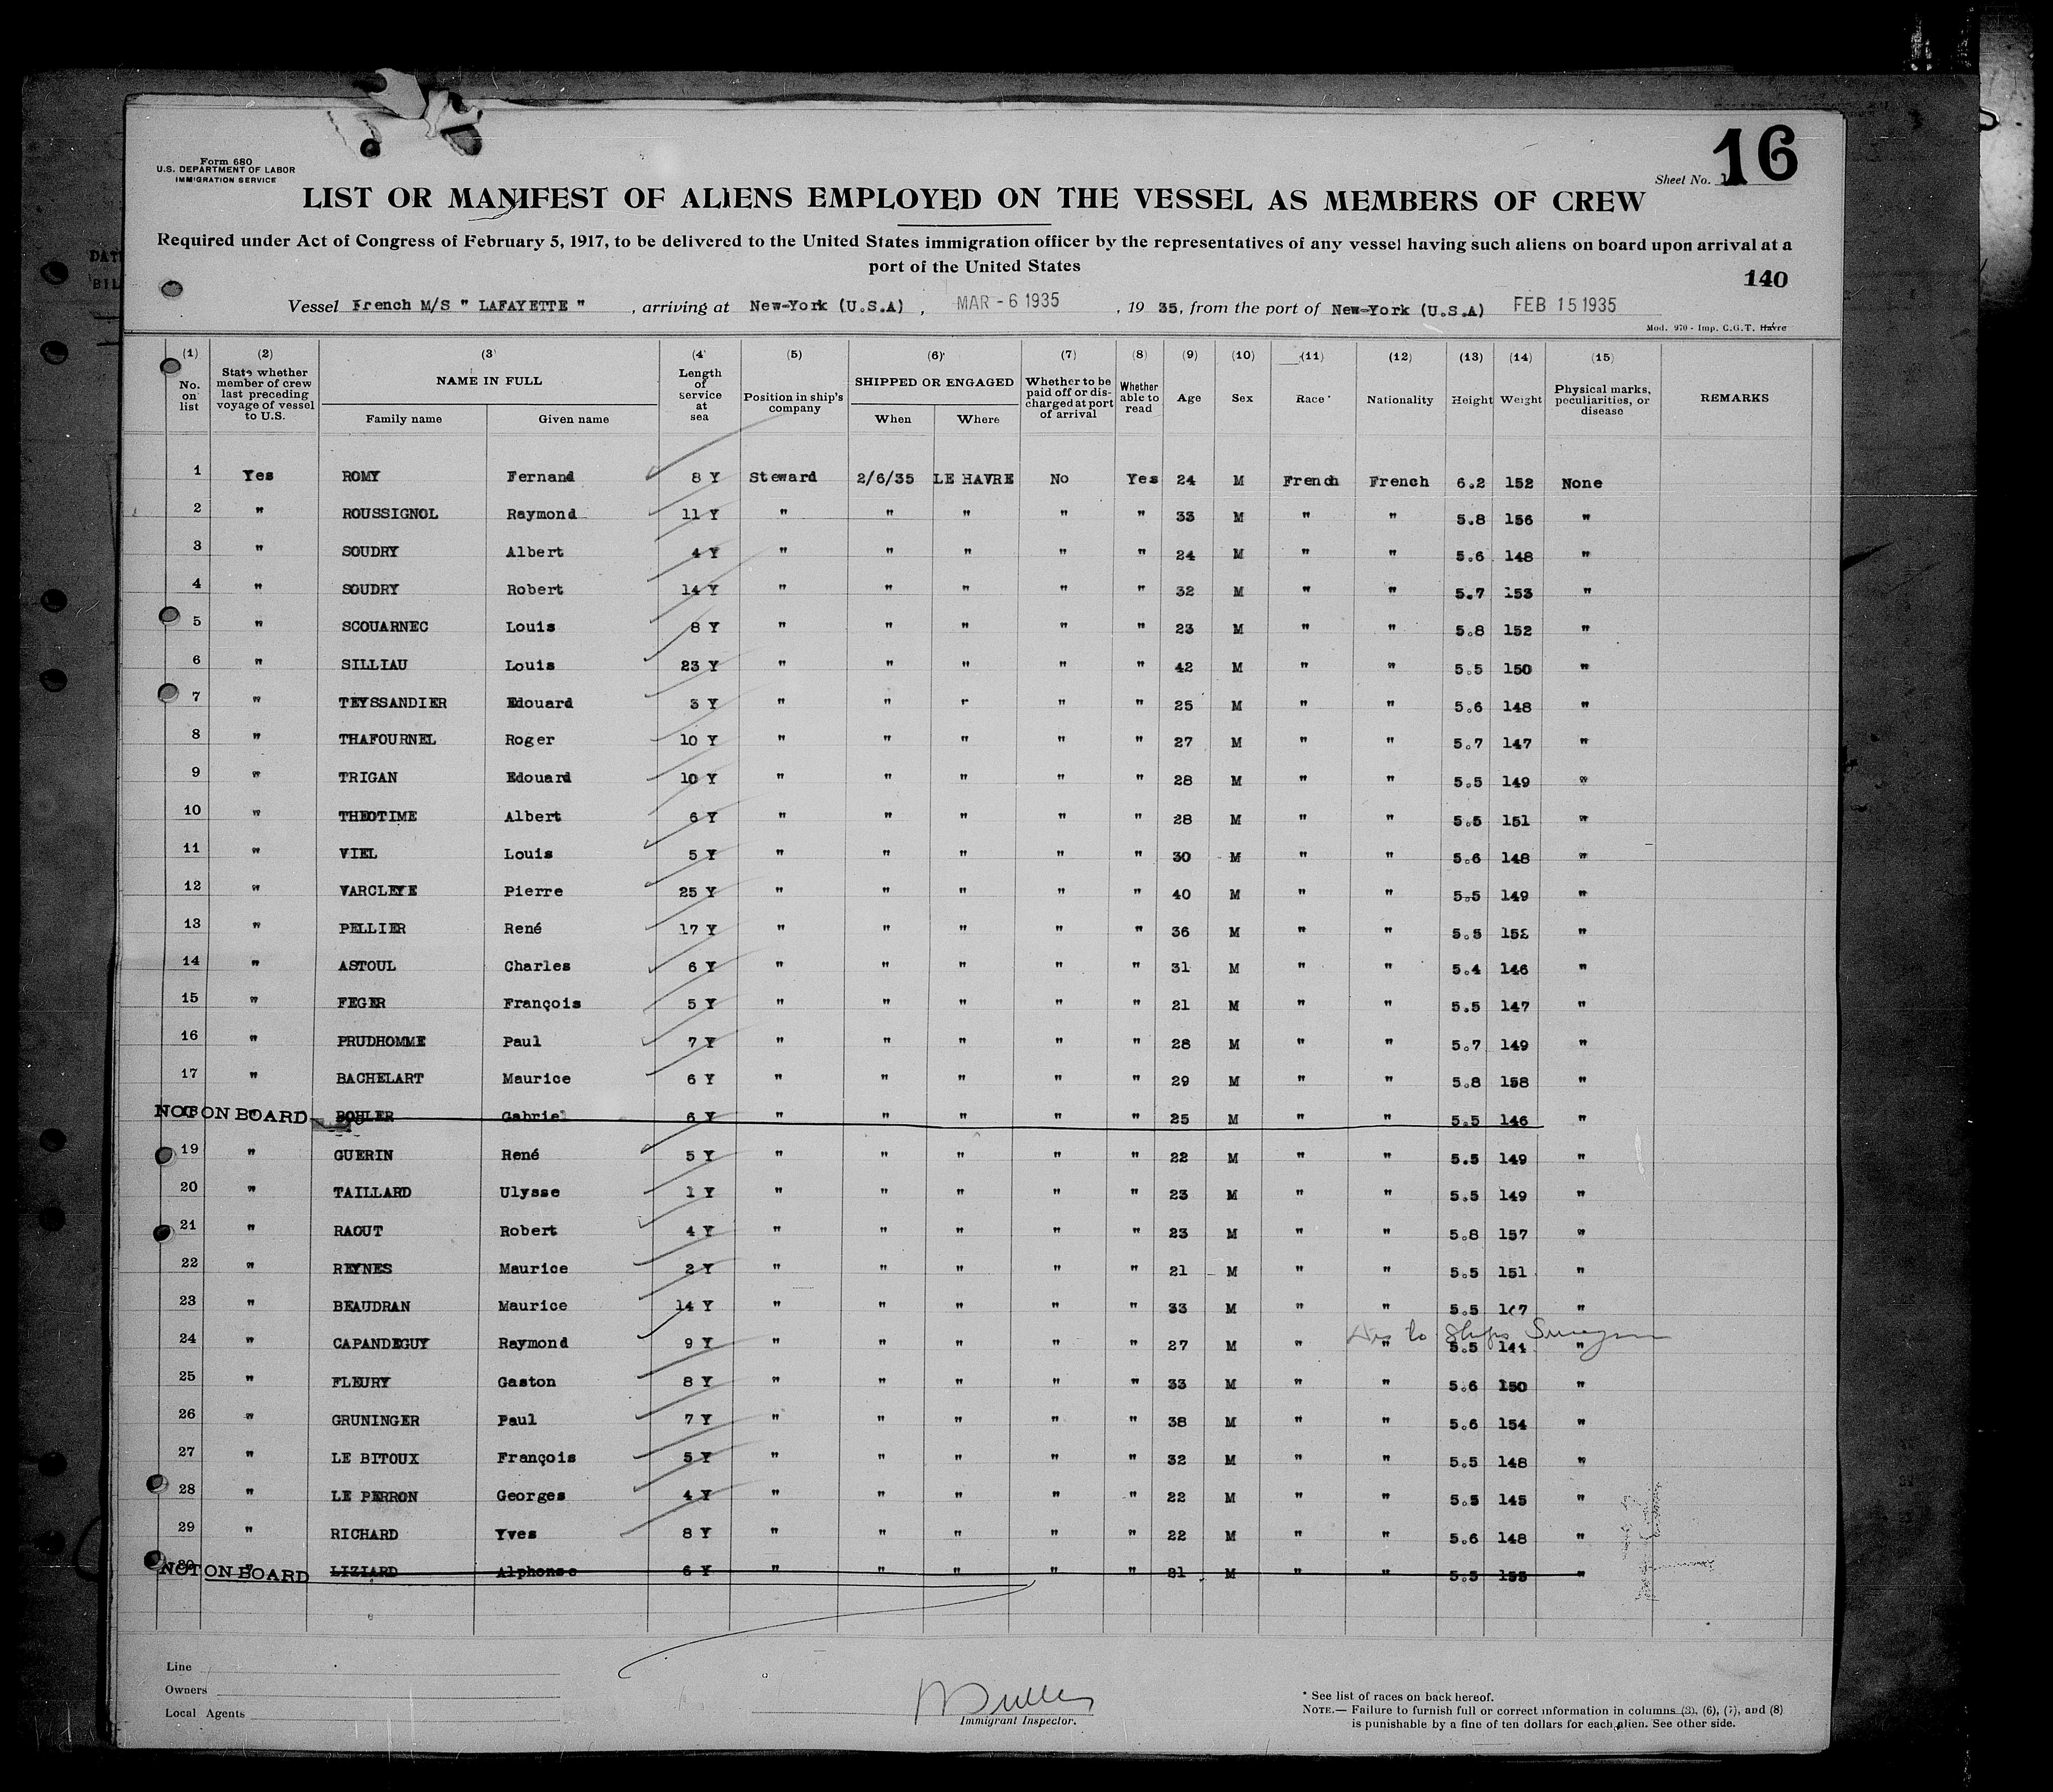 16
Form 680
U.S. DEPARTMENT OF LABOR
IMMIGRATION SERVICE
Sheet No.
LIST OR MANIFEST OF ALIENS EMPLOYED ON THE VESSEL AS MEMBERS OF CREW
Required under Act of Congress of February 5, 1917, to be delivered to the United States immigration officer by the representatives of any vessel having such aliens on board upon arrival at a
port of the United States
140
Vessel French M/S " LAFAYETTE " , arriving at New-York (U.S.A) , MAR - 6 1935 , 19 35, from the port of New-York (U.S.A) FEB 15 1935
Mod. 970 - Imp. C.G.T. Havre
(1) (2) (3) (4) (5) (6) (7) (8) (9) (10) (11) (12) (13) (14) (15)
No. on list | State whether member of crew last preceding voyage of vessel to U.S. | NAME IN FULL | Length of service at sea | Position in ship's company | SHIPPED OR ENGAGED | Whether to be paid off or discharged at port of arrival | Whether able to read | Age | Sex | Race * | Nationality | Height | Weight | Physical marks, peculiarities, or disease | REMARKS
Family name | Given name | When | Where
1 Yes ROMY Fernand 8 Y Steward 2/6/35 LE HAVRE No Yes 24 M French French 6.2 152 None
2 " ROUSSIGNOL Raymond 11 Y " " " " " 33 M " " 5.8 156 "
3 " SOUDRY Albert 4 Y " " " " " 24 M " " 5.6 148 "
4 " SOUDRY Robert 14 Y " " " " " 32 M " " 5.7 153 "
5 " SCOUARNEC Louis 8 Y " " " " " 23 M " " 5.8 152 "
6 " SILLIAU Louis 23 Y " " " " " 42 M " " 5.5 150 "
7 " TEYSSANDIER Edouard 3 Y " " r " " 25 M " " 5.6 148 "
8 " THAFOURNEL Roger 10 Y " " " " " 27 M " " 5.7 147 "
9 " TRIGAN Edouard 10 Y " " " " " 28 M " " 5.5 149 "
10 " THEOTIME Albert 6 Y " " " " " 28 M " " 5.5 151 "
11 " VIEL Louis 5 Y " " " " " 30 M " " 5.6 148 "
12 " VARCLEYE Pierre 25 Y " " " " " 40 M " " 5.5 149 "
13 " PELLIER René 17 Y " " " " " 36 M " " 5.5 "
14 " ASTOUL Charles 6 Y " " " " " 31 M " " 5.4 146 "
15 " FEGER François 5 Y " " " " " 21 M " " 5.5 147 "
16 " PRUDHOMME Paul 7 Y " " " " " 28 M " " 5.7 149 "
17 " BACHELART Maurice 6 Y " " " " " 29 M " " 5.8 158 "
NOT ON BOARD " BOHLER Gabriel 6 Y " " " " " 25 M " " 5.5 146 "
19 " GUERIN René 5 Y " " " " " 22 M " " 5.5 149 "
20 " TAILLARD Ulysse 1 Y " " " " " 23 M " " 5.5 149 "
21 " RAOUT Robert 4 Y " " " " " 23 M " " 5.8 157 "
22 " REYNES Maurice 2 Y " " " " " 21 M " " 5.5 151 "
23 " BEAUDRAN Maurice 14 Y " " " " " 33 M " " 5.5 "
to Ships Surgeon
24 " CAPANDEGUY Raymond 9 Y " " " " " 27 M " " 5.5 "
25 " FLEURY Gaston 8 Y " " " " " 33 M " " 5.6 150 "
26 " GRUNINGER Paul 7 Y " " " " " 38 M " " 5.6 154 "
27 " LE BITOUX François 5 Y " " " " " 32 M " " 5.5 148 "
28 " LE PERRON Georges 4 Y " " " " " 22 M " " 5.5 145 "
29 " RICHARD Yves 8 Y " " " " " 22 M " " 5.6 148 "
30 NOT ON BOARD " LIZIARD Alphonse 6 Y " " " " " M " " 5.5 "
Line
Owners
Local Agents
Immigrant Inspector.
* See list of races on back hereof.
NOTE.— Failure to furnish full or correct information in columns (3), (6), (7), and (8)
is punishable by a fine of ten dollars for each alien. See other side.